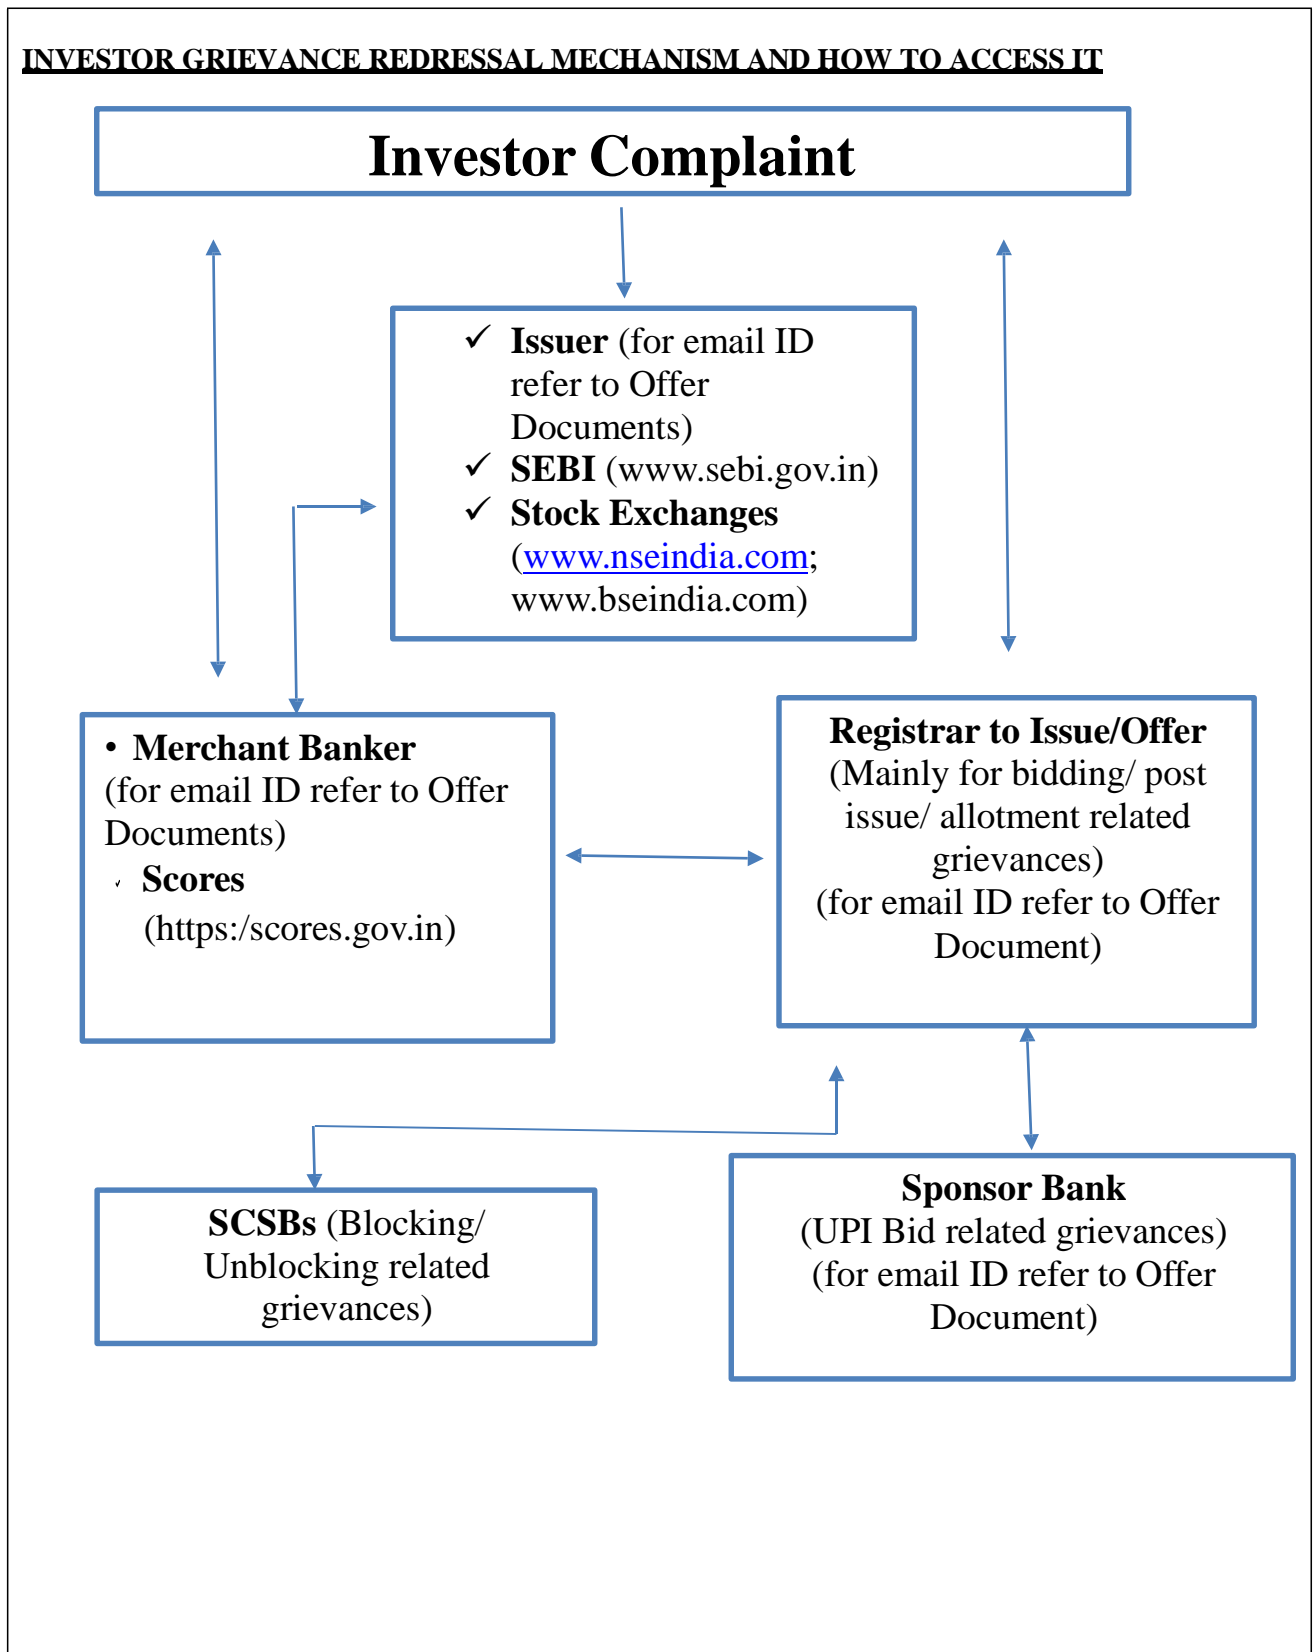 INVESTOR GRIEVANCE REDRESSAL MECHANISM AND HOW TO ACCESS IT
Investor Complaint
✓ Issuer (for email ID
refer to Offer
Documents)
✓ SEBI (www.sebi.gov.in)
✓ Stock Exchanges
(www.nseindia.com;
www.bseindia.com)
• Merchant Banker
(for email ID refer to Offer
Documents)
✓ Scores
(https:/scores.gov.in)
Registrar to Issue/Offer
(Mainly for bidding/ post
issue/ allotment related
grievances)
(for email ID refer to Offer
Document)
SCSBs (Blocking/
Unblocking related
grievances)
Sponsor Bank
(UPI Bid related grievances)
(for email ID refer to Offer
Document)